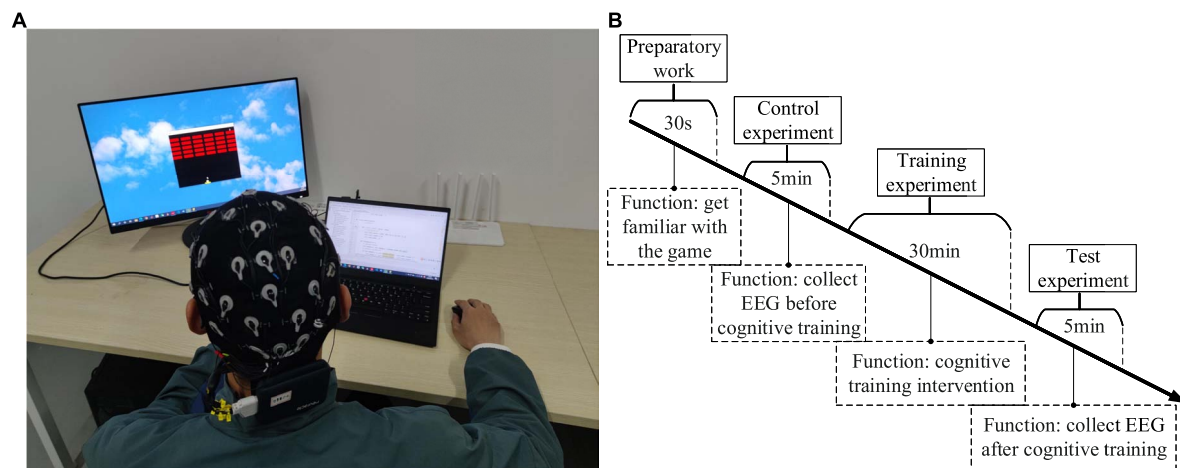 A
B
Preparatory
work
30s
Function: get
familiar with
the game
Control
experiment
5min
Function: collect
EEG before
cognitive training
Training
experiment
30min
Function: cognitive
training intervention
Test
experiment
5min
Function: collect EEG
after cognitive training